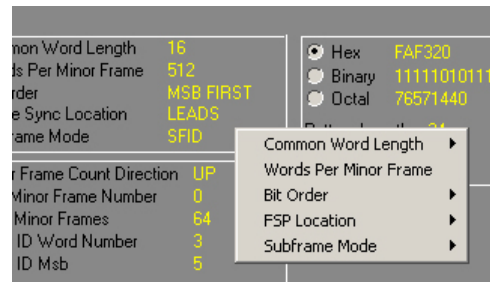 mon Word Length 16
ds Per Minor Frame 512
rder MSB FIRST
e Sync Location LEADS
rame Mode SFID
Hex FAF320
Binary 11111010111
Octal 76571440
r Frame Count Direction UP
Minor Frame Number 0
Minor Frames 64
ID Word Number 3
ID Msb 5
Common Word Length
Words Per Minor Frame
Bit Order
FSP Location
Subframe Mode